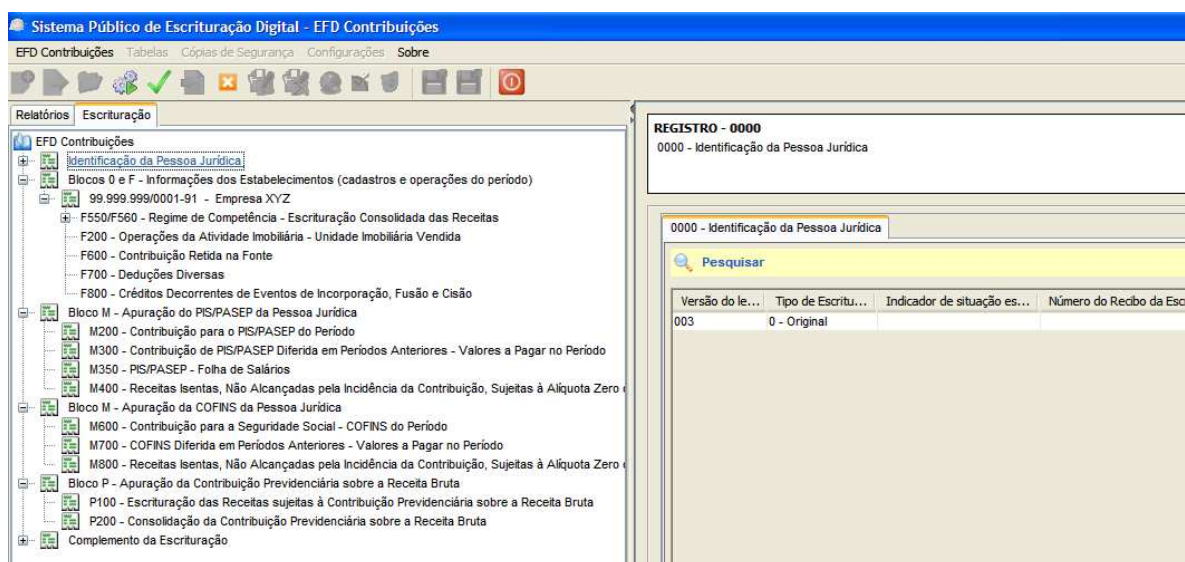 Sistema Público de Escrituração Digital - EFD Contribuições
EFD Contribuições Tabelas Cópias de Segurança Configurações Sobre
Relatórios Escrituração
EFD Contribuições
Identificação da Pessoa Jurídica
Blocos 0 e F - Informações dos Estabelecimentos (cadastros e operações do período)
99.999.999/0001-91 - Empresa XYZ
F550/F560 - Regime de Competência - Escrituração Consolidada das Receitas
F200 - Operações da Atividade Imobiliária - Unidade Imobiliária Vendida
F600 - Contribuição Retida na Fonte
F700 - Deduções Diversas
F800 - Créditos Decorrentes de Eventos de Incorporação, Fusão e Cisão
Bloco M - Apuração do PIS/PASEP da Pessoa Jurídica
M200 - Contribuição para o PIS/PASEP do Período
M300 - Contribuição de PIS/PASEP Diferida em Períodos Anteriores - Valores a Pagar no Período
M350 - PIS/PASEP - Folha de Salários
M400 - Receitas Isentas, Não Alcançadas pela Incidência da Contribuição, Sujeitas à Alíquota Zero
Bloco M - Apuração da COFINS da Pessoa Jurídica
M600 - Contribuição para a Seguridade Social - COFINS do Período
M700 - COFINS Diferida em Períodos Anteriores - Valores a Pagar no Período
M800 - Receitas Isentas, Não Alcançadas pela Incidência da Contribuição, Sujeitas à Alíquota Zero
Bloco P - Apuração da Contribuição Previdenciária sobre a Receita Bruta
P100 - Escrituração das Receitas sujeitas à Contribuição Previdenciária sobre a Receita Bruta
P200 - Consolidação da Contribuição Previdenciária sobre a Receita Bruta
Complemento da Escrituração
REGISTRO - 0000
0000 - Identificação da Pessoa Jurídica
0000 - Identificação da Pessoa Jurídica
Pesquisar
Versão do le... Tipo de Escritu... Indicador de situação es... Número do Recibo da Esc
003 0 - Original